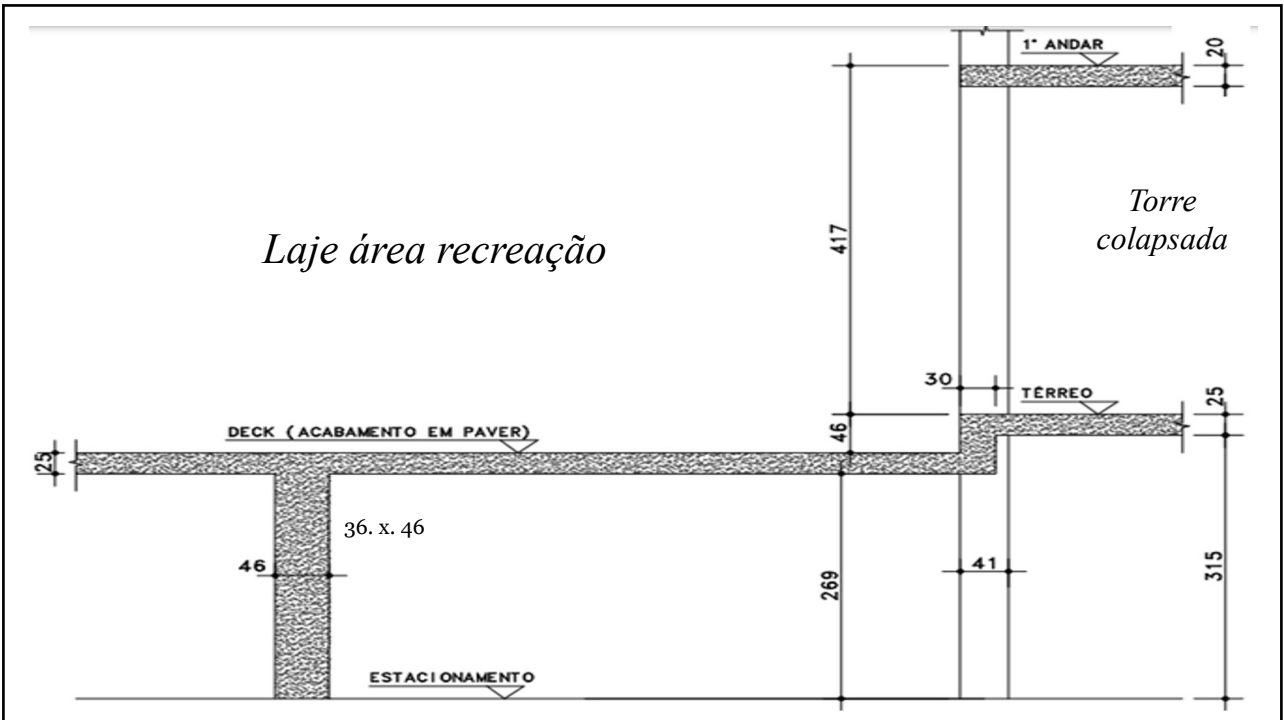 1° ANDAR
20
Torre
colapsada
Laje área recreação
417
30
TÉRREO
25
DECK (ACABAMENTO EM PAVER)
46
25
36. x. 46
46
41
269
315
ESTACIONAMENTO